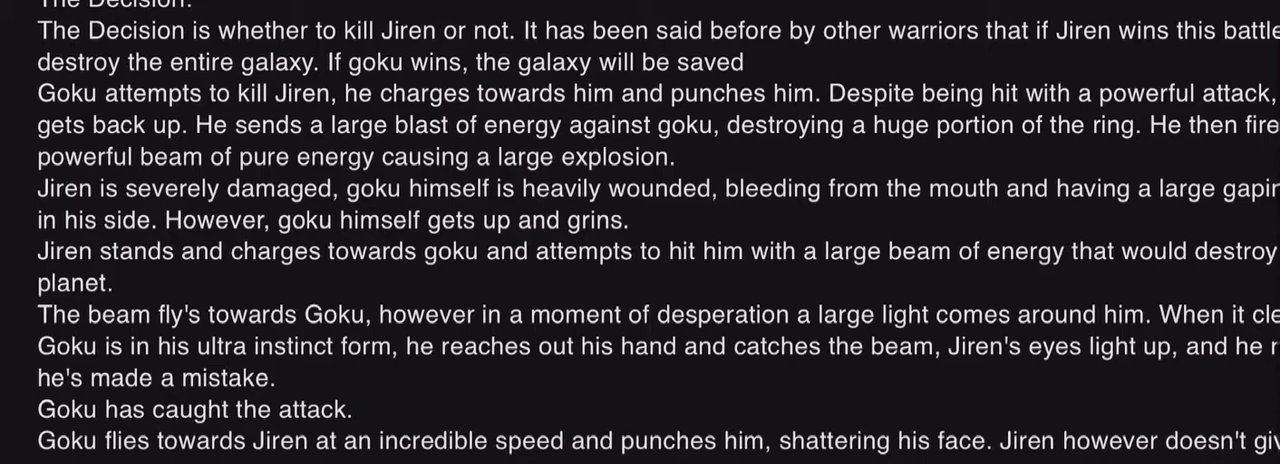 The Decision:
The Decision is whether to kill Jiren or not. It has been said before by other warriors that if Jiren wins this battle
destroy the entire galaxy. If goku wins, the galaxy will be saved
Goku attempts to kill Jiren, he charges towards him and punches him. Despite being hit with a powerful attack,
gets back up. He sends a large blast of energy against goku, destroying a huge portion of the ring. He then fire
powerful beam of pure energy causing a large explosion.
Jiren is severely damaged, goku himself is heavily wounded, bleeding from the mouth and having a large
in his side. However, goku himself gets up and grins.
Jiren stands and charges towards goku and attempts to hit him with a large beam of energy that would destroy
planet.
The beam fly's towards Goku, however in a moment of desperation a large light comes around him. When it
Goku is in his ultra instinct form, he reaches out his hand and catches the beam, Jiren's eyes light up, and he
he's made a mistake.
Goku has caught the attack.
Goku flies towards Jiren at an incredible speed and punches him, shattering his face. Jiren however doesn't